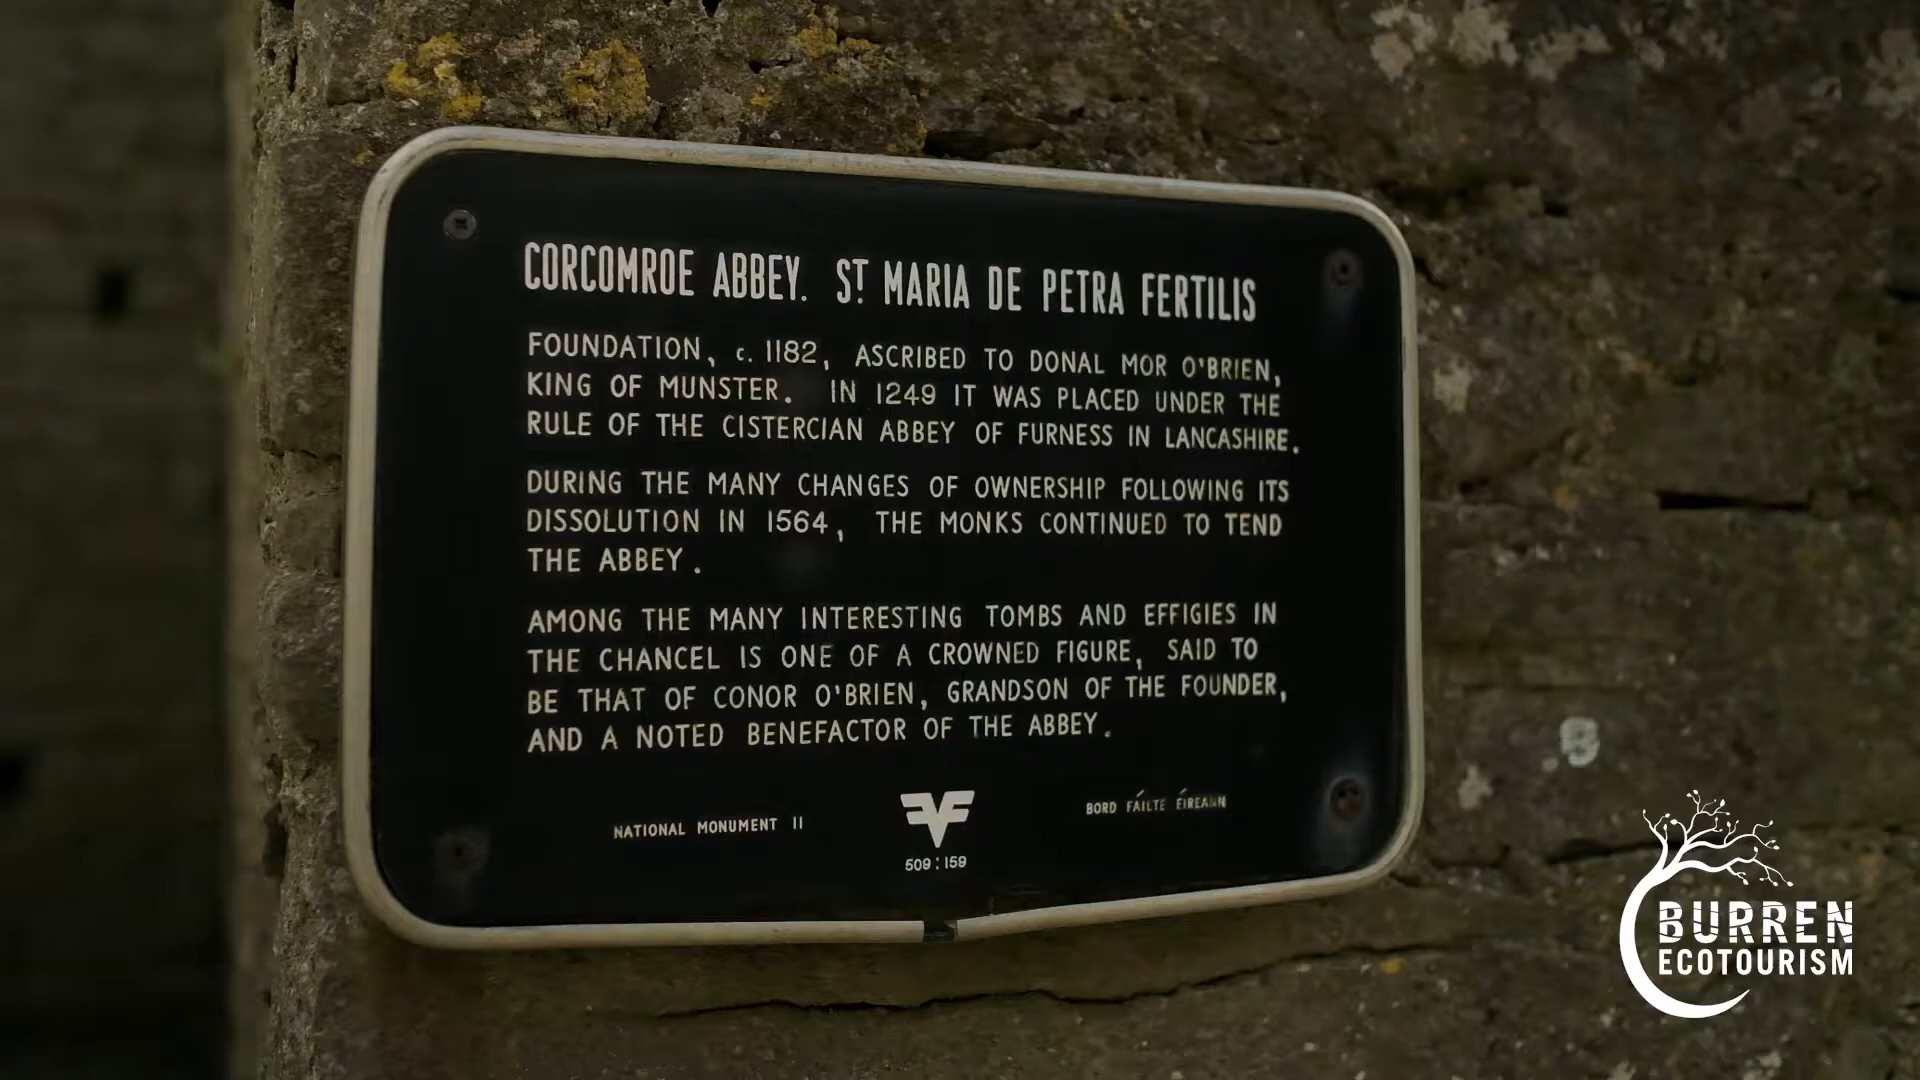 CORCOMROE ABBEY. ST MARIA DE PETRA FERTILIS
FOUNDATION, c. 1182, ASCRIBED TO DONAL MOR O'BRIEN,
KING OF MUNSTER. IN 1249 IT WAS PLACED UNDER THE
RULE OF THE CISTERCIAN ABBEY OF FURNESS IN LANCASHIRE.
DURING THE MANY CHANGES OF OWNERSHIP FOLLOWING ITS
DISSOLUTION IN 1564, THE MONKS CONTINUED TO TEND
THE ABBEY.
AMONG THE MANY INTERESTING TOMBS AND EFFIGIES IN
THE CHANCEL IS ONE OF A CROWNED FIGURE, SAID TO
BE THAT OF CONOR O'BRIEN, GRANDSON OF THE FOUNDER,
AND A NOTED BENEFACTOR OF THE ABBEY.
NATIONAL MONUMENT II
BORD FÁILTE ÉIREANN
509:159
BURREN
ECOTOURISM